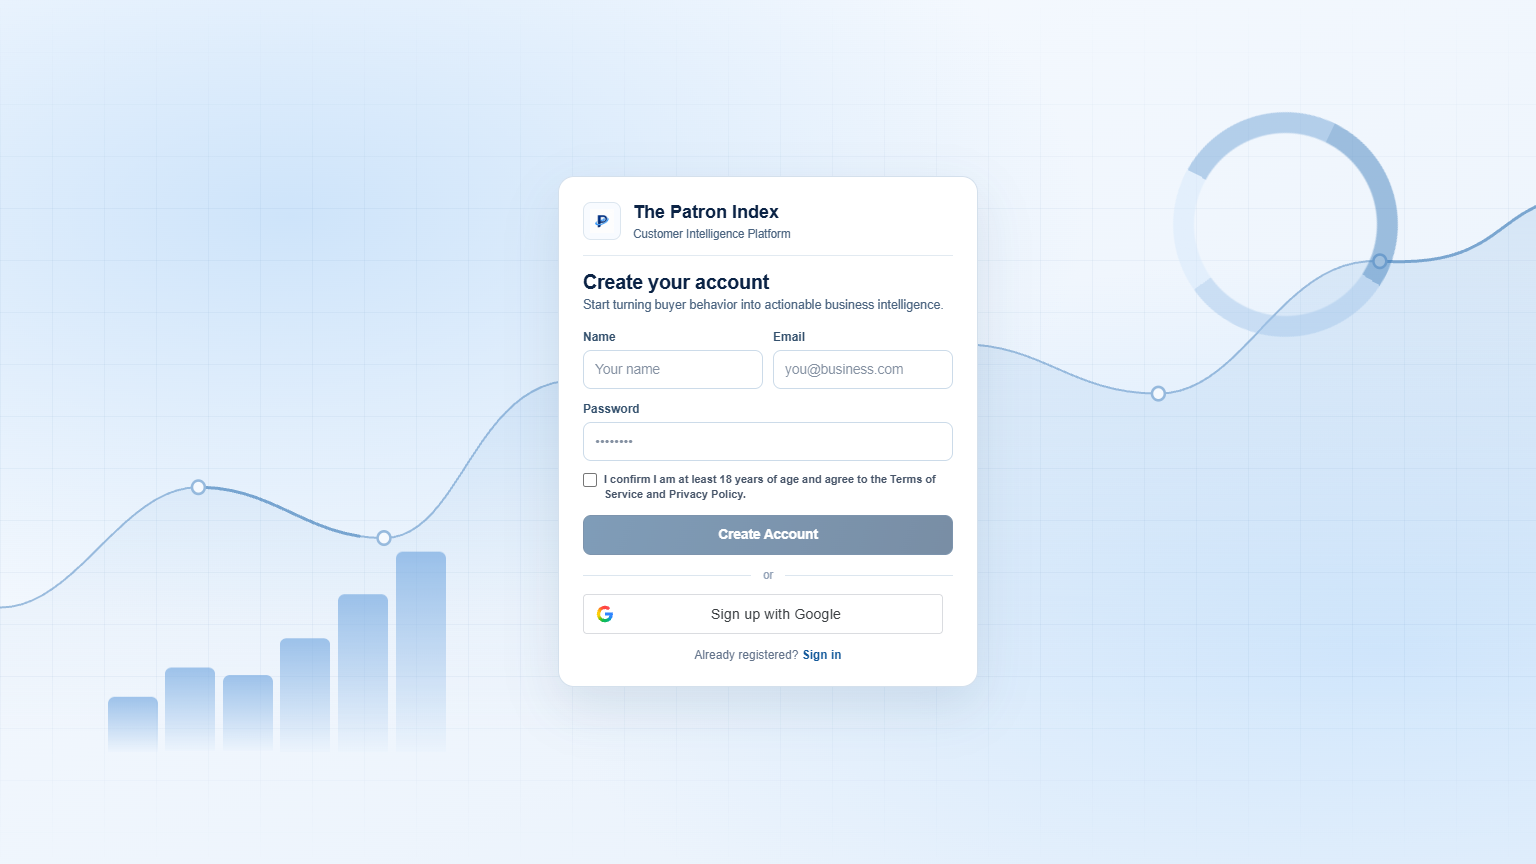 The Patron Index
Customer Intelligence Platform
Create your account
Start turning buyer behavior into actionable business intelligence.
Name
Email
Your name
you@business.com
Password
••••••••
I confirm I am at least 18 years of age and agree to the Terms of
Service and Privacy Policy.
Create Account
or
Sign up with Google
Already registered? Sign in